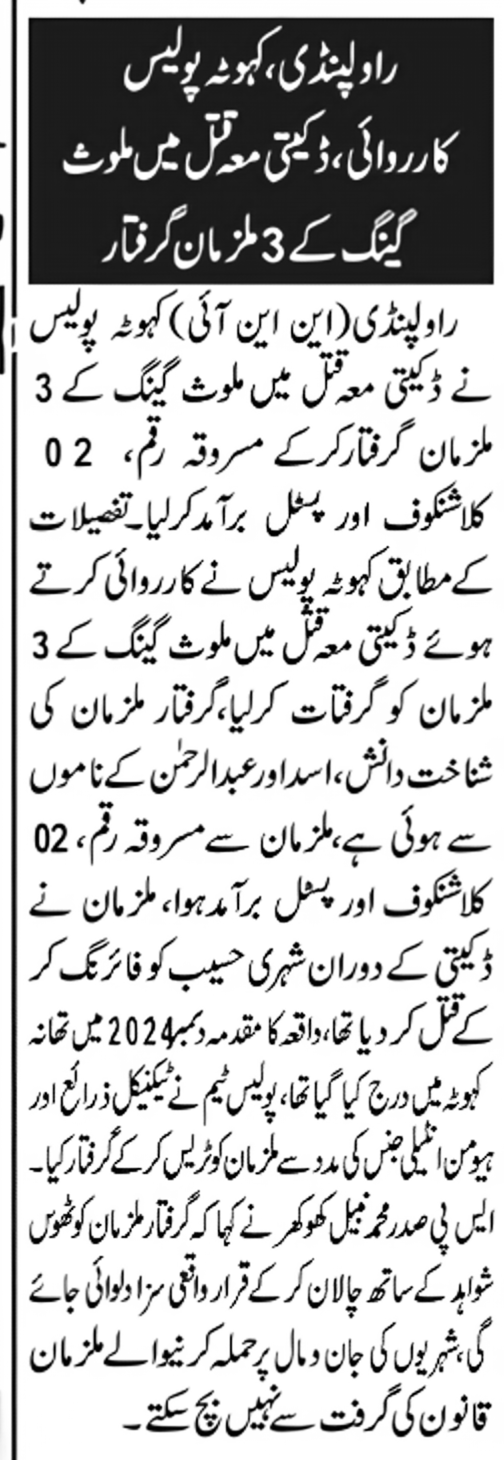 راولپنڈی، کہوٹہ پولیس
کارروائی، ڈکیتی معہ قتل میں ملوث
گینگ کے 3 ملزمان گرفتار
راولپنڈی (این این آئی) کہوٹہ پولیس
نے ڈکیتی معہ قتل میں ملوث گینگ کے 3
ملزمان گرفتار کرکے مسروقہ رقم، 02
کلاشنکوف اور پسٹل برآمد کرلیا۔ تفصیلات
کے مطابق کہوٹہ پولیس نے کارروائی کرتے
ہوئے ڈکیتی معہ قتل میں ملوث گینگ کے 3
ملزمان کو گرفتات کرلیا، گرفتار ملزمان کی
شناخت دانش، اسد اور عبدالرحمٰن کے ناموں
سے ہوئی ہے، ملزمان سے مسروقہ رقم، 02
کلاشنکوف اور پسٹل برآمد ہوا، ملزمان نے
ڈکیتی کے دوران شہری حسیب کو فائرنگ کر
کے قتل کر دیا تھا، واقعہ کا مقدمہ دسمبر 2024 میں تھانہ
کہوٹہ میں درج کیا گیا تھا، پولیس ٹیم نے ٹیکنیکل ذرائع اور
ہیومن انٹیلی جنس کی مدد سے ملزمان کو ٹریس کرکے گرفتار کیا۔
ایس پی صدر محمد نبیل کھوکھر نے کہا کہ گرفتار ملزمان کو ٹھوس
شواہد کے ساتھ چالان کرکے قرار واقعی سزا دلوائی جائے
گی، شہریوں کی جان و مال پر حملہ کرنیوالے ملزمان
قانون کی گرفت سے نہیں بچ سکتے۔